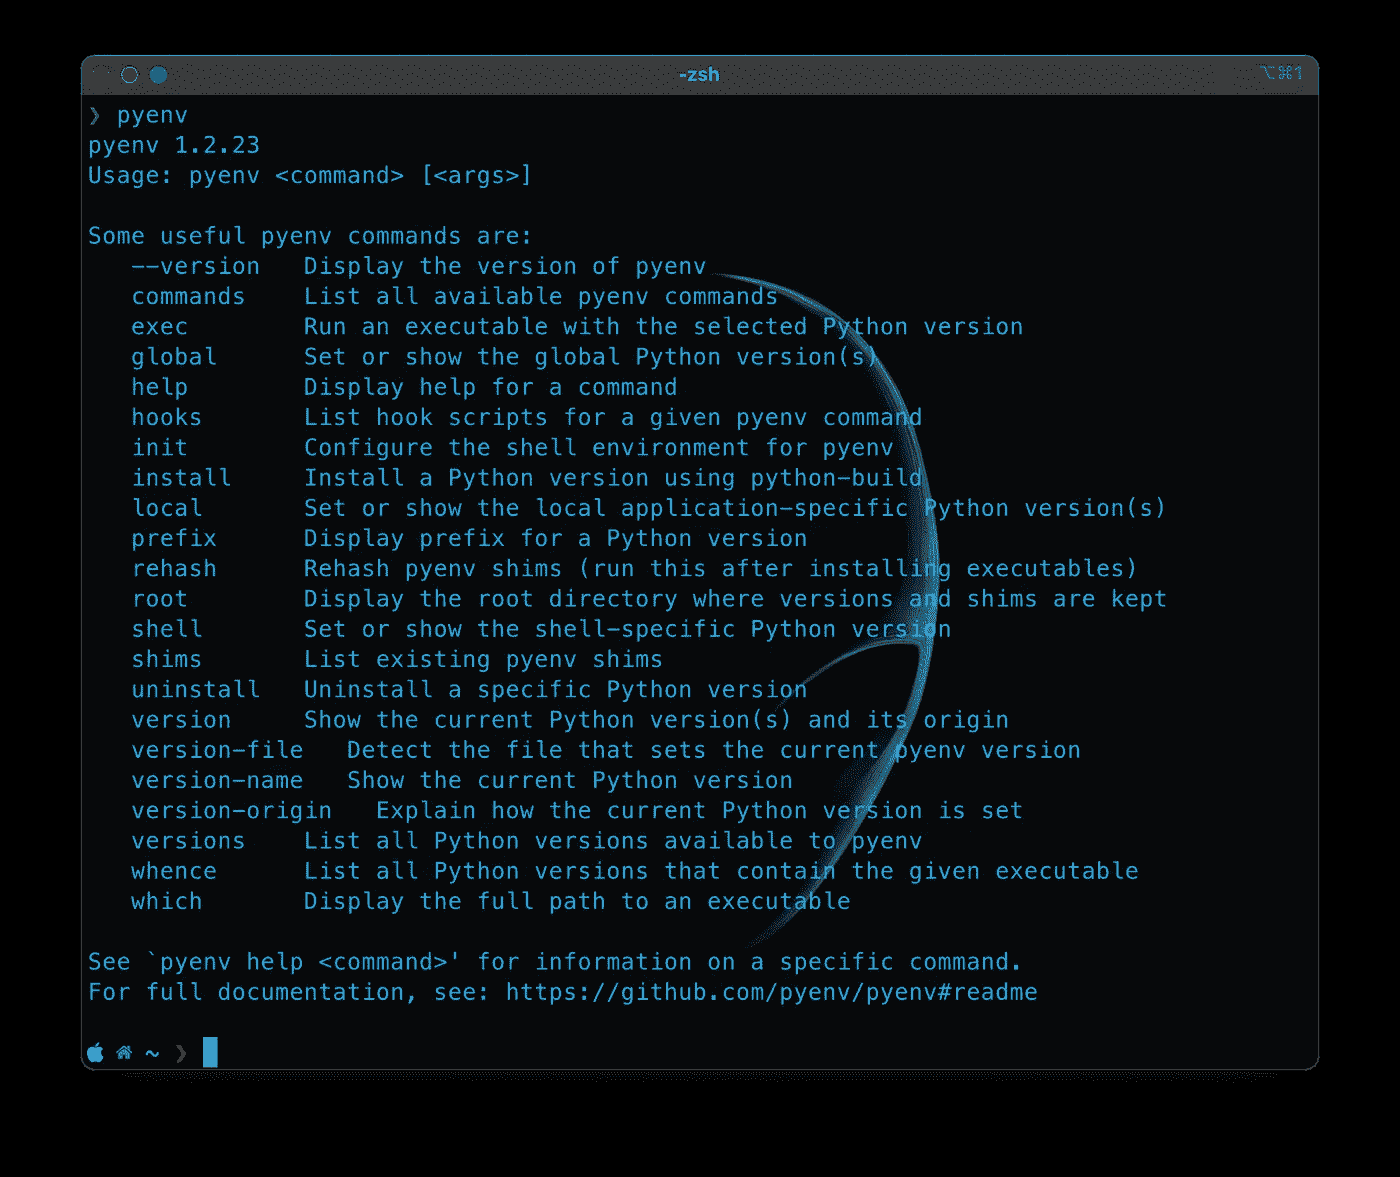 -zsh
⌥⌘1
❯ pyenv
pyenv 1.2.23
Usage: pyenv <command> [<args>]

Some useful pyenv commands are:
   --version   Display the version of pyenv
   commands    List all available pyenv commands
   exec        Run an executable with the selected Python version
   global      Set or show the global Python version(s)
   help        Display help for a command
   hooks       List hook scripts for a given pyenv command
   init        Configure the shell environment for pyenv
   install     Install a Python version using python-build
   local       Set or show the local application-specific Python version(s)
   prefix      Display prefix for a Python version
   rehash      Rehash pyenv shims (run this after installing executables)
   root        Display the root directory where versions and shims are kept
   shell       Set or show the shell-specific Python version
   shims       List existing pyenv shims
   uninstall   Uninstall a specific Python version
   version     Show the current Python version(s) and its origin
   version-file   Detect the file that sets the current pyenv version
   version-name   Show the current Python version
   version-origin   Explain how the current Python version is set
   versions    List all Python versions available to pyenv
   whence      List all Python versions that contain the given executable
   which       Display the full path to an executable

See `pyenv help <command>' for information on a specific command.
For full documentation, see: https://github.com/pyenv/pyenv#readme

~ ❯